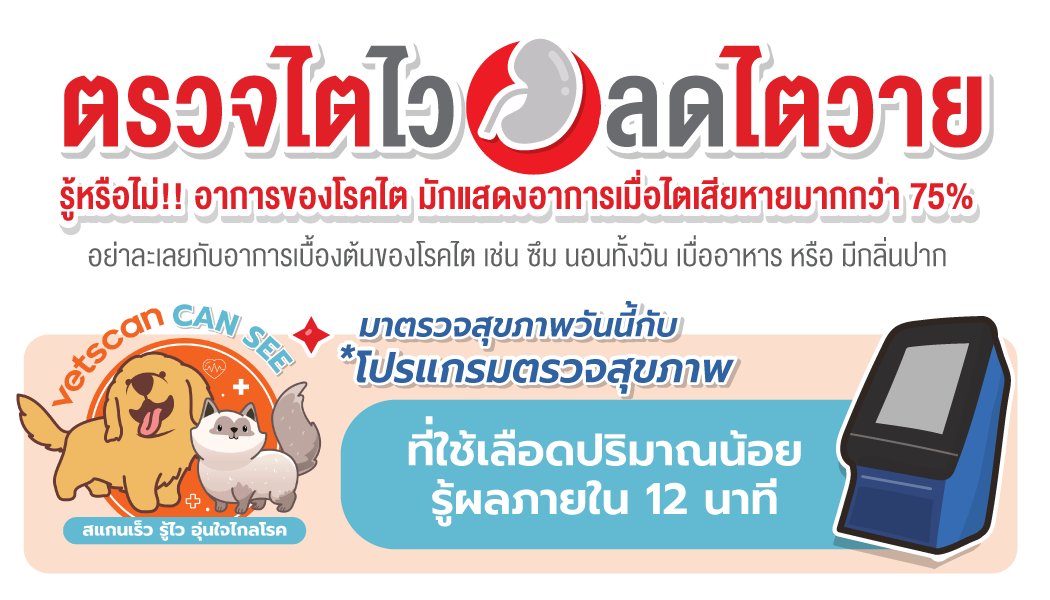 ตรวจไตไว ลดไตวาย
รู้หรือไม่!! อาการของโรคไต มักแสดงอาการเมื่อไตเสียหายมากกว่า 75%
อย่าละเลยกับอาการเบื้องต้นของโรคไต เช่น ซึม นอนทั้งวัน เบื่ออาหาร หรือ มีกลิ่นปาก
vetscan CAN SEE
มาตรวจสุขภาพวันนี้กับ
*โปรแกรมตรวจสุขภาพ
ที่ใช้เลือดปริมาณน้อย
รู้ผลภายใน 12 นาที
สแกนเร็ว รู้ไว อุ่นใจไกลโรค